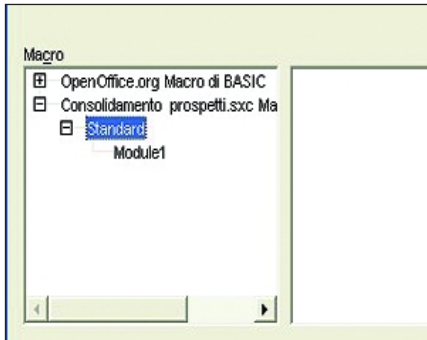 Macro
OpenOffice.org Macro di BASIC
Consolidamento prospetti.sxc Ma
Standard
Module1